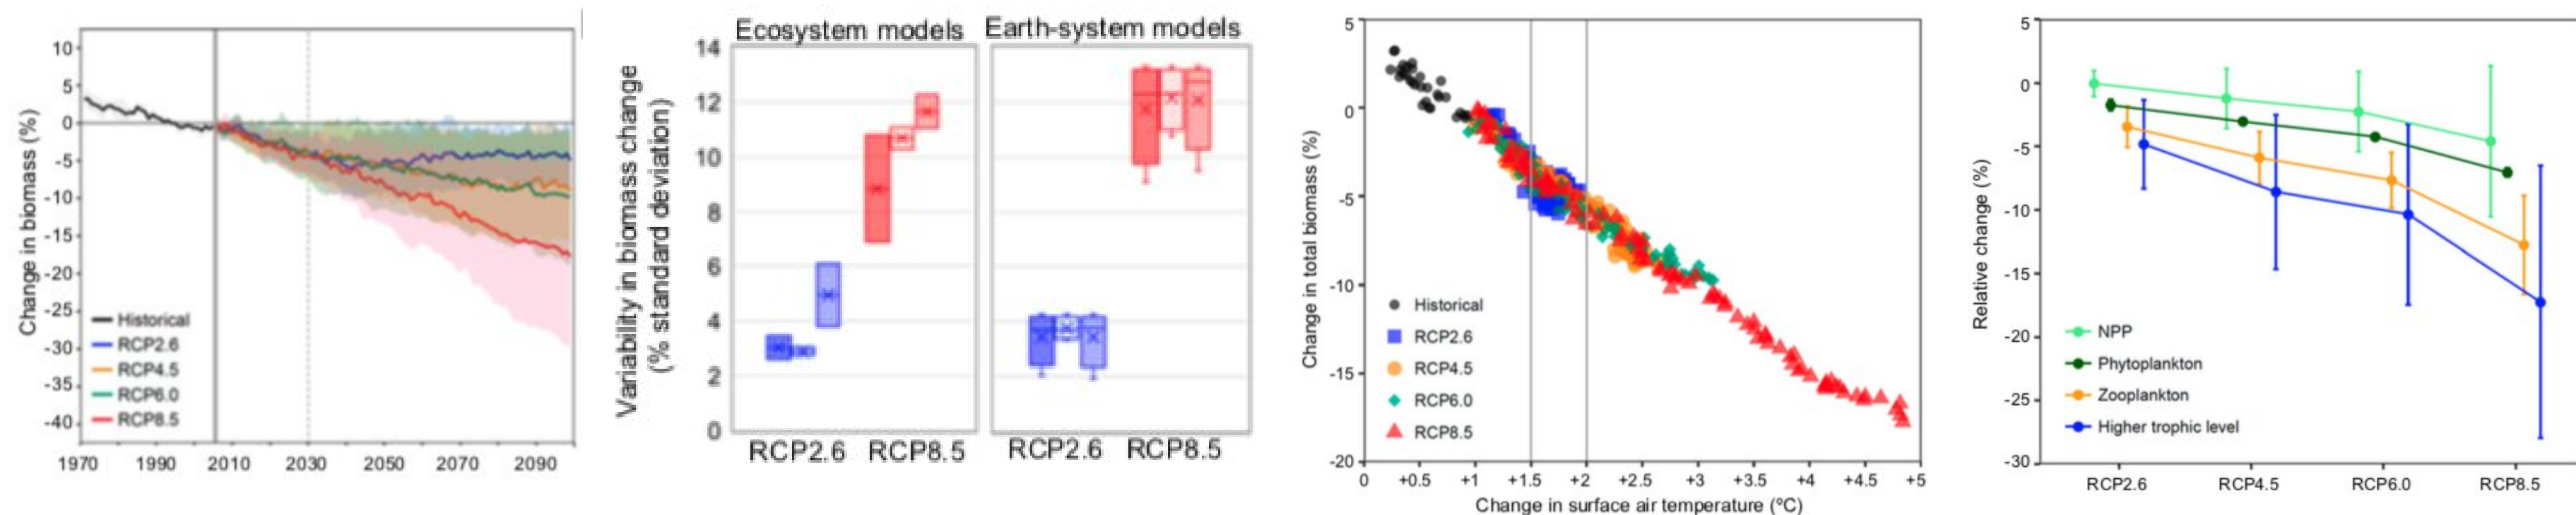 Change in biomass (%)
10
5
0
-5
-10
-15
-20
-25
-30
-35
-40
Historical
RCP2.6
RCP4.5
RCP6.0
RCP8.5
1970 1990 2010 2030 2050 2070 2090
Ecosystem models Earth-system models
Variability in biomass change
(% standard deviation)
14
12
10
8
6
4
2
0
RCP2.6 RCP8.5 RCP2.6 RCP8.5
Change in total biomass (%)
5
0
-5
-10
-15
-20
Historical
RCP2.6
RCP4.5
RCP6.0
RCP8.5
0 +0.5 +1 +1.5 +2 +2.5 +3 +3.5 +4 +4.5 +5
Change in surface air temperature (ºC)
Relative change (%)
5
0
-5
-10
-15
-20
-25
-30
NPP
Phytoplankton
Zooplankton
Higher trophic level
RCP2.6 RCP4.5 RCP6.0 RCP8.5